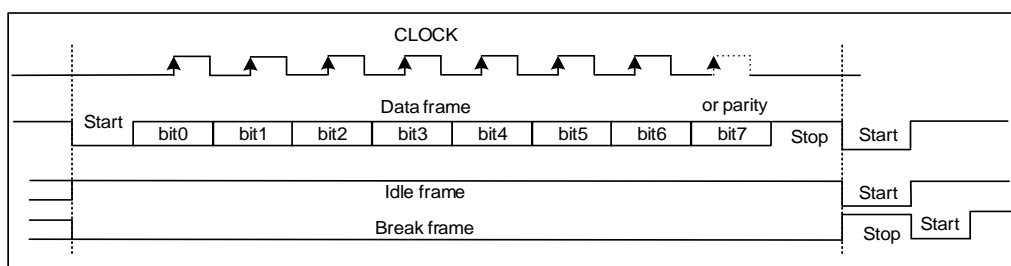 CLOCK
Data frame
or parity
Start bit0 bit1 bit2 bit3 bit4 bit5 bit6 bit7 Stop Start
Idle frame Start
Break frame Stop Start